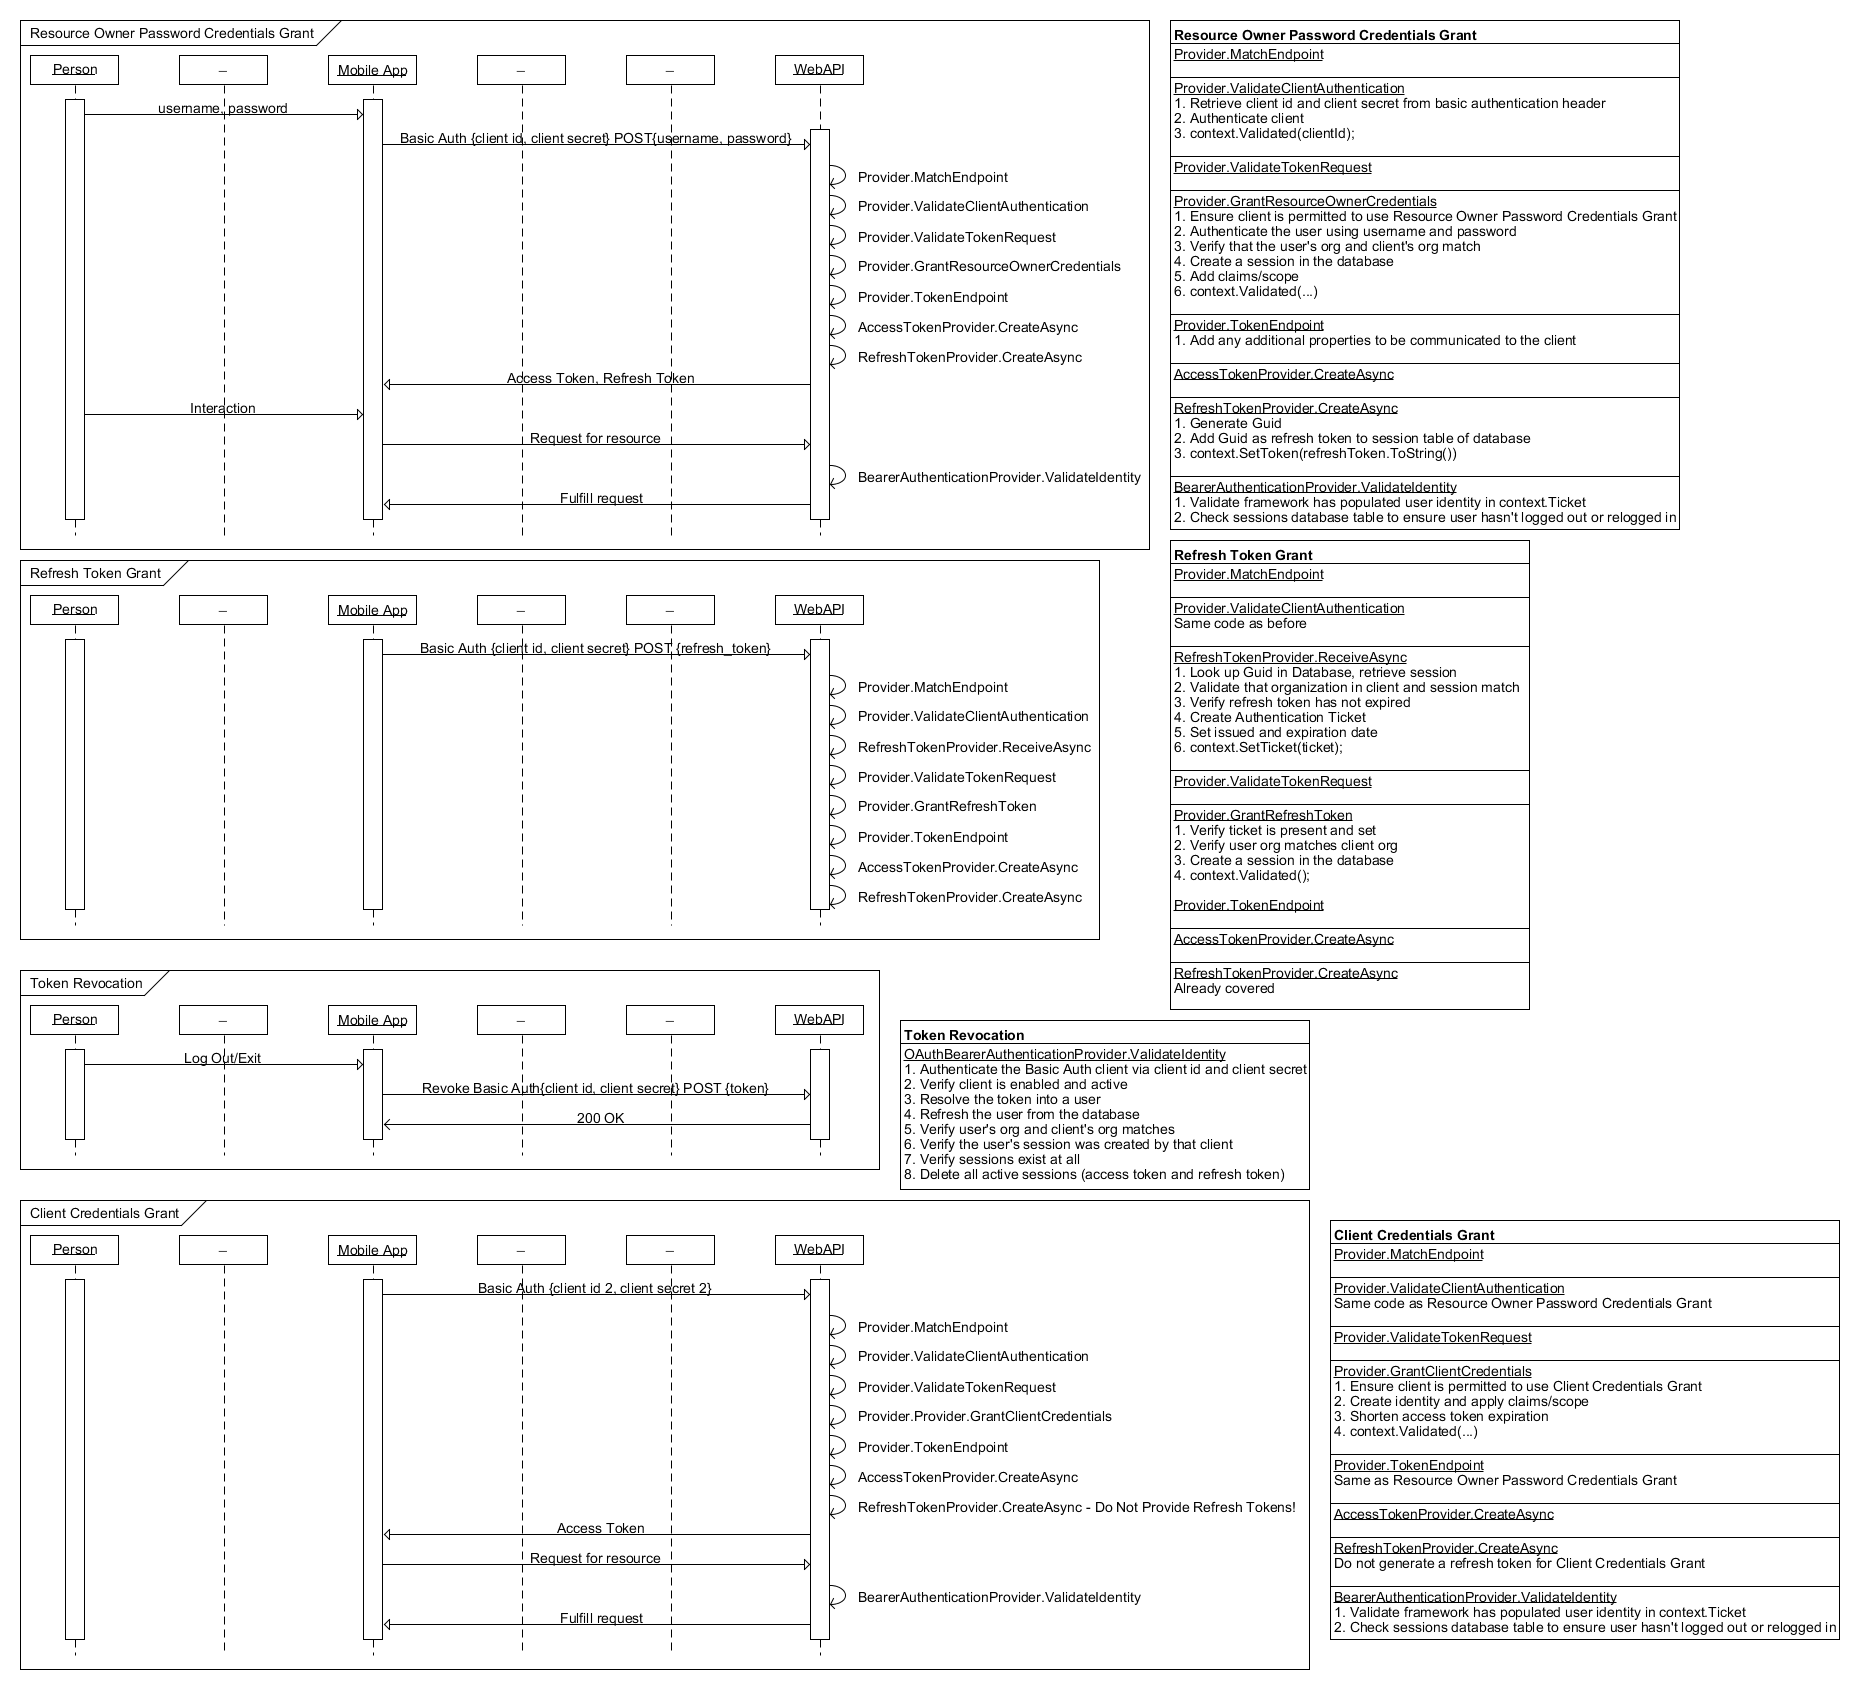 Resource Owner Password Credentials Grant
Person
_
Mobile App
_
_
WebAPI
username, password
Basic Auth {client id, client secret} POST{username, password}
Provider.MatchEndpoint
Provider.ValidateClientAuthentication
Provider.ValidateTokenRequest
Provider.GrantResourceOwnerCredentials
Provider.TokenEndpoint
AccessTokenProvider.CreateAsync
RefreshTokenProvider.CreateAsync
Access Token, Refresh Token
Interaction
Request for resource
BearerAuthenticationProvider.ValidateIdentity
Fulfill request
Resource Owner Password Credentials Grant
Provider.MatchEndpoint
Provider.ValidateClientAuthentication
1. Retrieve client id and client secret from basic authentication header
2. Authenticate client
3. context.Validated(clientId);
Provider.ValidateTokenRequest
Provider.GrantResourceOwnerCredentials
1. Ensure client is permitted to use Resource Owner Password Credentials Grant
2. Authenticate the user using username and password
3. Verify that the user's org and client's org match
4. Create a session in the database
5. Add claims/scope
6. context.Validated(...)
Provider.TokenEndpoint
1. Add any additional properties to be communicated to the client
AccessTokenProvider.CreateAsync
RefreshTokenProvider.CreateAsync
1. Generate Guid
2. Add Guid as refresh token to session table of database
3. context.SetToken(refreshToken.ToString())
BearerAuthenticationProvider.ValidateIdentity
1. Validate framework has populated user identity in context.Ticket
2. Check sessions database table to ensure user hasn't logged out or relogged in
Refresh Token Grant
Person
_
Mobile App
_
_
WebAPI
Basic Auth {client id, client secret} POST {refresh_token}
Provider.MatchEndpoint
Provider.ValidateClientAuthentication
RefreshTokenProvider.ReceiveAsync
Provider.ValidateTokenRequest
Provider.GrantRefreshToken
Provider.TokenEndpoint
AccessTokenProvider.CreateAsync
RefreshTokenProvider.CreateAsync
Refresh Token Grant
Provider.MatchEndpoint
Provider.ValidateClientAuthentication
Same code as before
RefreshTokenProvider.ReceiveAsync
1. Look up Guid in Database, retrieve session
2. Validate that organization in client and session match
3. Verify refresh token has not expired
4. Create Authentication Ticket
5. Set issued and expiration date
6. context.SetTicket(ticket);
Provider.ValidateTokenRequest
Provider.GrantRefreshToken
1. Verify ticket is present and set
2. Verify user org matches client org
3. Create a session in the database
4. context.Validated();
Provider.TokenEndpoint
AccessTokenProvider.CreateAsync
RefreshTokenProvider.CreateAsync
Already covered
Token Revocation
Person
_
Mobile App
_
_
WebAPI
Log Out/Exit
Revoke Basic Auth{client id, client secret} POST {token}
200 OK
Token Revocation
OAuthBearerAuthenticationProvider.ValidateIdentity
1. Authenticate the Basic Auth client via client id and client secret
2. Verify client is enabled and active
3. Resolve the token into a user
4. Refresh the user from the database
5. Verify user's org and client's org matches
6. Verify the user's session was created by that client
7. Verify sessions exist at all
8. Delete all active sessions (access token and refresh token)
Client Credentials Grant
Person
_
Mobile App
_
_
WebAPI
Basic Auth {client id 2, client secret 2}
Provider.MatchEndpoint
Provider.ValidateClientAuthentication
Provider.ValidateTokenRequest
Provider.Provider.GrantClientCredentials
Provider.TokenEndpoint
AccessTokenProvider.CreateAsync
RefreshTokenProvider.CreateAsync - Do Not Provide Refresh Tokens!
Access Token
Request for resource
BearerAuthenticationProvider.ValidateIdentity
Fulfill request
Client Credentials Grant
Provider.MatchEndpoint
Provider.ValidateClientAuthentication
Same code as Resource Owner Password Credentials Grant
Provider.ValidateTokenRequest
Provider.GrantClientCredentials
1. Ensure client is permitted to use Client Credentials Grant
2. Create identity and apply claims/scope
3. Shorten access token expiration
4. context.Validated(...)
Provider.TokenEndpoint
Same as Resource Owner Password Credentials Grant
AccessTokenProvider.CreateAsync
RefreshTokenProvider.CreateAsync
Do not generate a refresh token for Client Credentials Grant
BearerAuthenticationProvider.ValidateIdentity
1. Validate framework has populated user identity in context.Ticket
2. Check sessions database table to ensure user hasn't logged out or relogged in